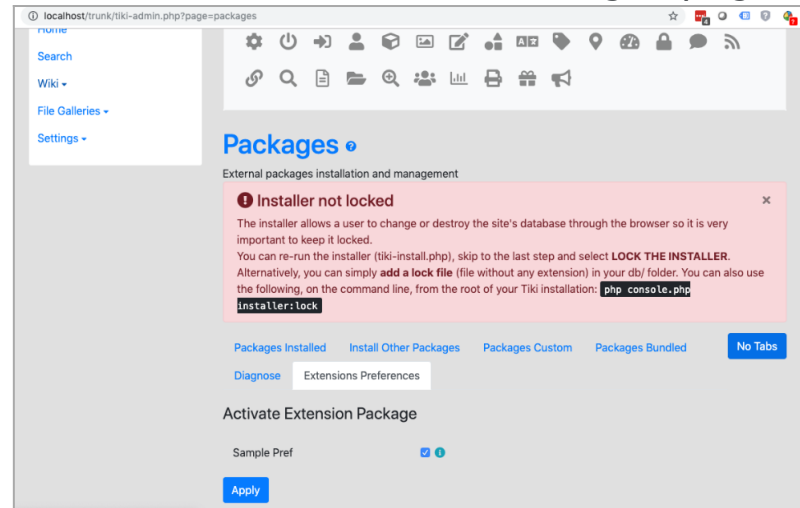 localhost/trunk/tiki-admin.php?page=packages
Home
Search
Wiki
File Galleries
Settings
Packages
External packages installation and management
Installer not locked
The installer allows a user to change or destroy the site's database through the browser so it is very
important to keep it locked.
You can re-run the installer (tiki-install.php), skip to the last step and select LOCK THE INSTALLER.
Alternatively, you can simply add a lock file (file without any extension) in your db/ folder. You can also use
the following, on the command line, from the root of your Tiki installation: php console.php
installer:lock
Packages Installed Install Other Packages Packages Custom Packages Bundled No Tabs
Diagnose Extensions Preferences
Activate Extension Package
Sample Pref
Apply